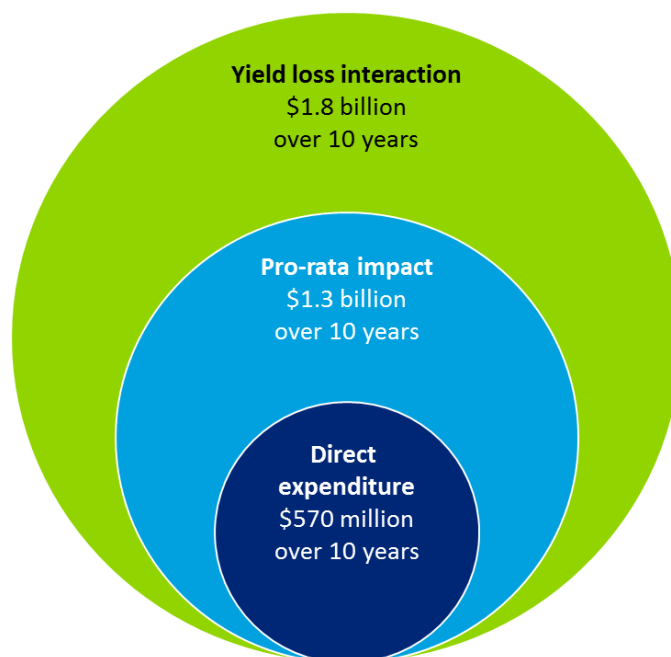 Yield loss interaction
$1.8 billion
over 10 years
Pro-rata impact
$1.3 billion
over 10 years
Direct
expenditure
$570 million
over 10 years